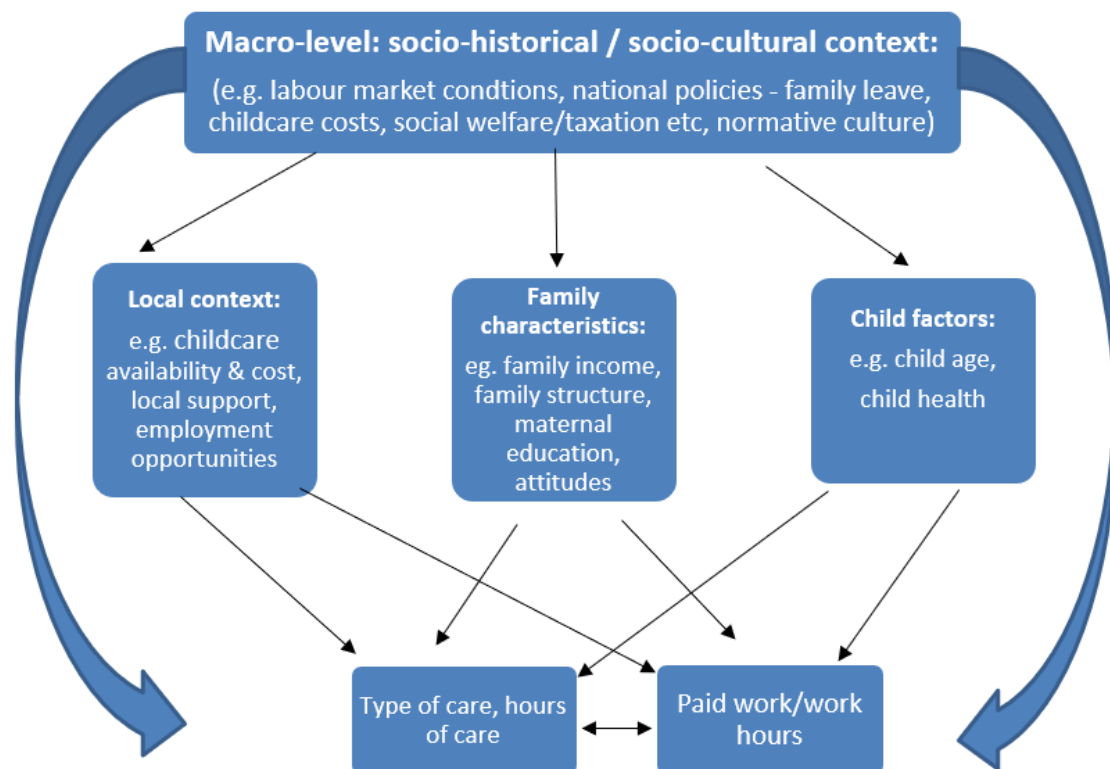 Macro-level: socio-historical / socio-cultural context:
(e.g. labour market condtions, national policies - family leave,
childcare costs, social welfare/taxation etc, normative culture)
Local context:
e.g. childcare
availability & cost,
local support,
employment
opportunities
Family
characteristics:
eg. family income,
family structure,
maternal
education,
attitudes
Child factors:
e.g. child age,
child health
Type of care, hours
of care
Paid work/work
hours